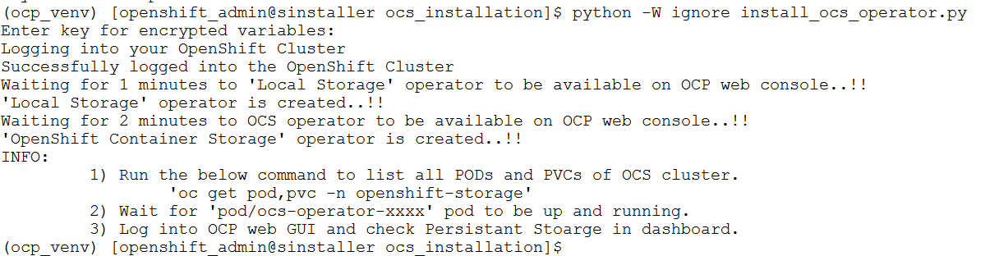 (ocp_venv) [openshift_admin@sinstaller ocs_installation]$ python -W ignore install_ocs_operator.py
Enter key for encrypted variables:
Logging into your OpenShift Cluster
Successfully logged into the OpenShift Cluster
Waiting for 1 minutes to 'Local Storage' operator to be available on OCP web console..!!
'Local Storage' operator is created..!!
Waiting for 2 minutes to OCS operator to be available on OCP web console..!!
'OpenShift Container Storage' operator is created..!!
INFO:
1) Run the below command to list all PODs and PVCs of OCS cluster.
'oc get pod,pvc -n openshift-storage'
2) Wait for 'pod/ocs-operator-xxxx' pod to be up and running.
3) Log into OCP web GUI and check Persistant Stoarge in dashboard.
(ocp_venv) [openshift_admin@sinstaller ocs_installation]$